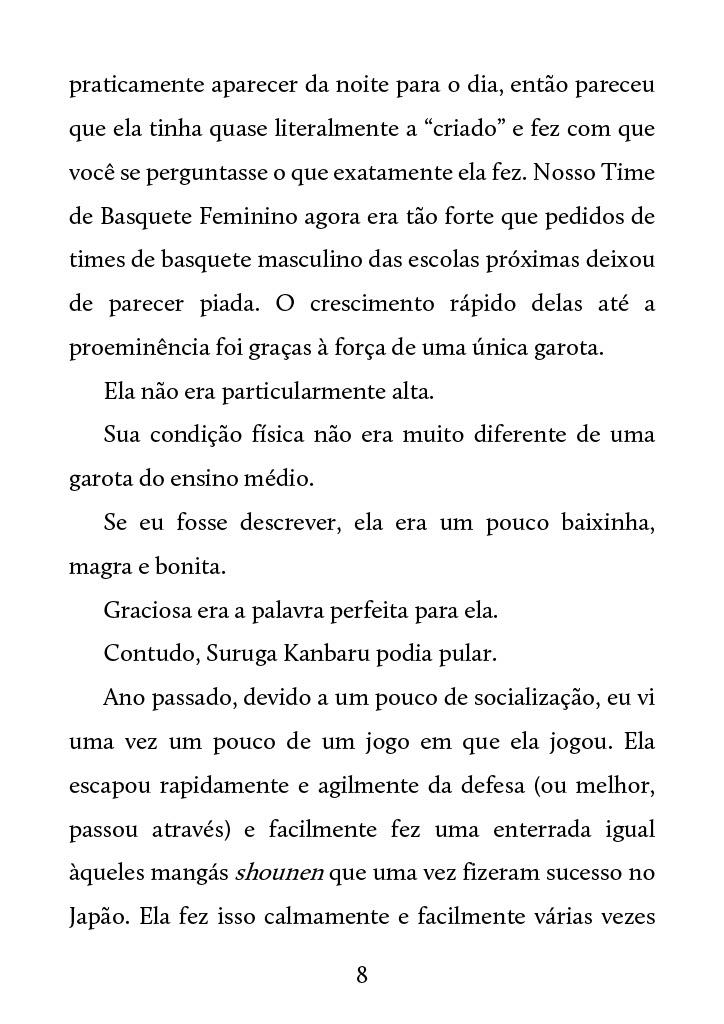 praticamente aparecer da noite para o dia, então pareceu
que ela tinha quase literalmente a “criado” e fez com que
você se perguntasse o que exatamente ela fez. Nosso Time
de Basquete Feminino agora era tão forte que pedidos de
times de basquete masculino das escolas próximas deixou
de parecer piada. O crescimento rápido delas até a
proeminência foi graças à força de uma única garota.
Ela não era particularmente alta.
Sua condição física não era muito diferente de uma
garota do ensino médio.
Se eu fosse descrever, ela era um pouco baixinha,
magra e bonita.
Graciosa era a palavra perfeita para ela.
Contudo, Suruga Kanbaru podia pular.
Ano passado, devido a um pouco de socialização, eu vi
uma vez um pouco de um jogo em que ela jogou. Ela
escapou rapidamente e agilmente da defesa (ou melhor,
passou através) e facilmente fez uma enterrada igual
àqueles mangás shounen que uma vez fizeram sucesso no
Japão. Ela fez isso calmamente e facilmente várias vezes
8